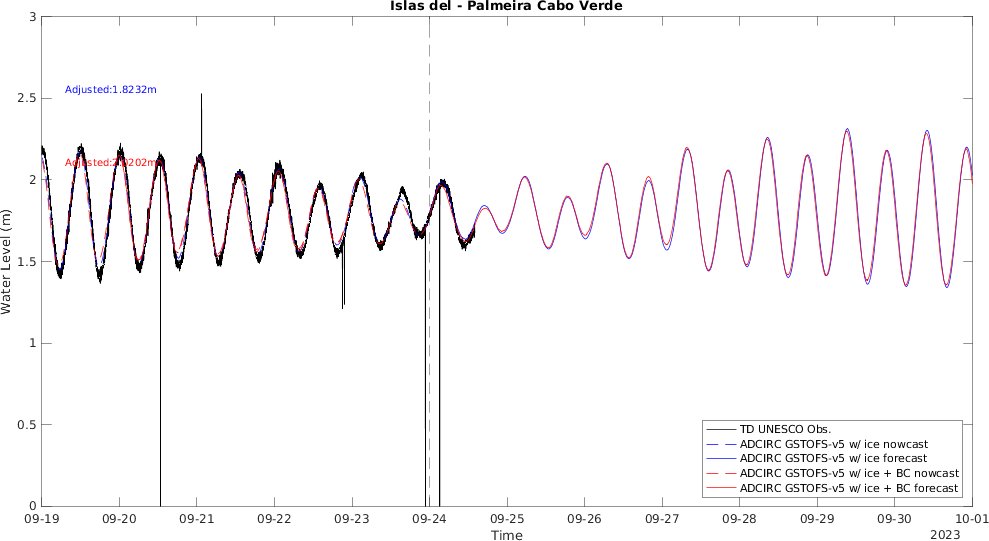 Islas del - Palmeira Cabo Verde
3
2.5
2
1.5
1
0.5
0
Water Level (m)
Adjusted:1.8232m
Adjusted:2.0202m
TD UNESCO Obs.
ADCIRC GSTOFS-v5 w/ ice nowcast
ADCIRC GSTOFS-v5 w/ ice forecast
ADCIRC GSTOFS-v5 w/ ice + BC nowcast
ADCIRC GSTOFS-v5 w/ ice + BC forecast
09-19 09-20 09-21 09-22 09-23 09-24 09-25 09-26 09-27 09-28 09-29 09-30 10-01
Time
2023